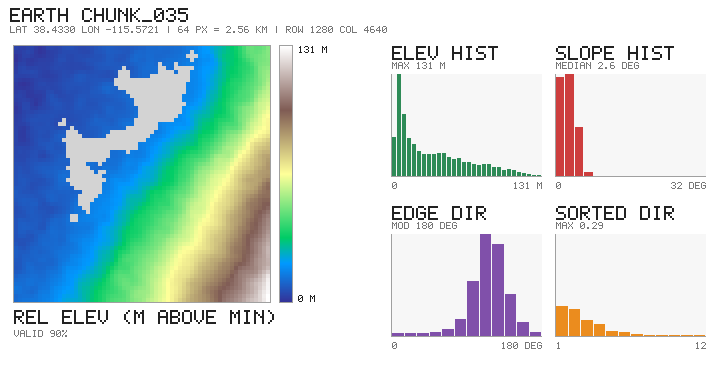 EARTH CHUNK_035
LAT 38.4330 LON -115.5721 | 64 PX = 2.56 KM | ROW 1280 COL 4640
131 M
0 M
REL ELEV (M ABOVE MIN)
VALID 90%
ELEV HIST
MAX 131 M
0 131 M
SLOPE HIST
MEDIAN 2.6 DEG
0 32 DEG
EDGE DIR
MOD 180 DEG
0 180 DEG
SORTED DIR
MAX 0.29
1 12